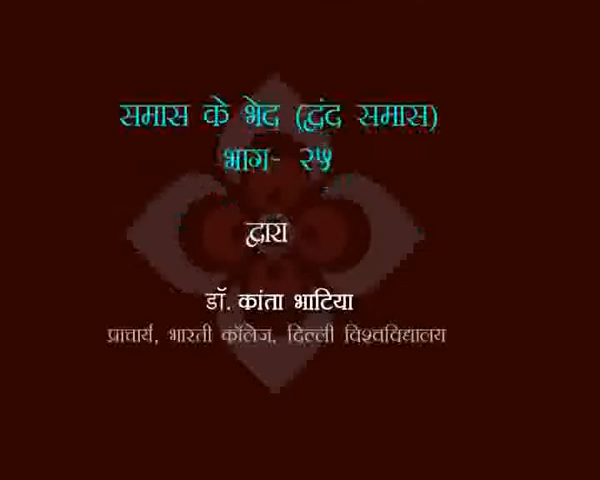 समास के भेद (द्वंद समास)
भाग- २५
द्वारा
डॉ. कांता भाटिया
प्राचार्य, भारती कॉलेज, दिल्ली विश्वविद्यालय